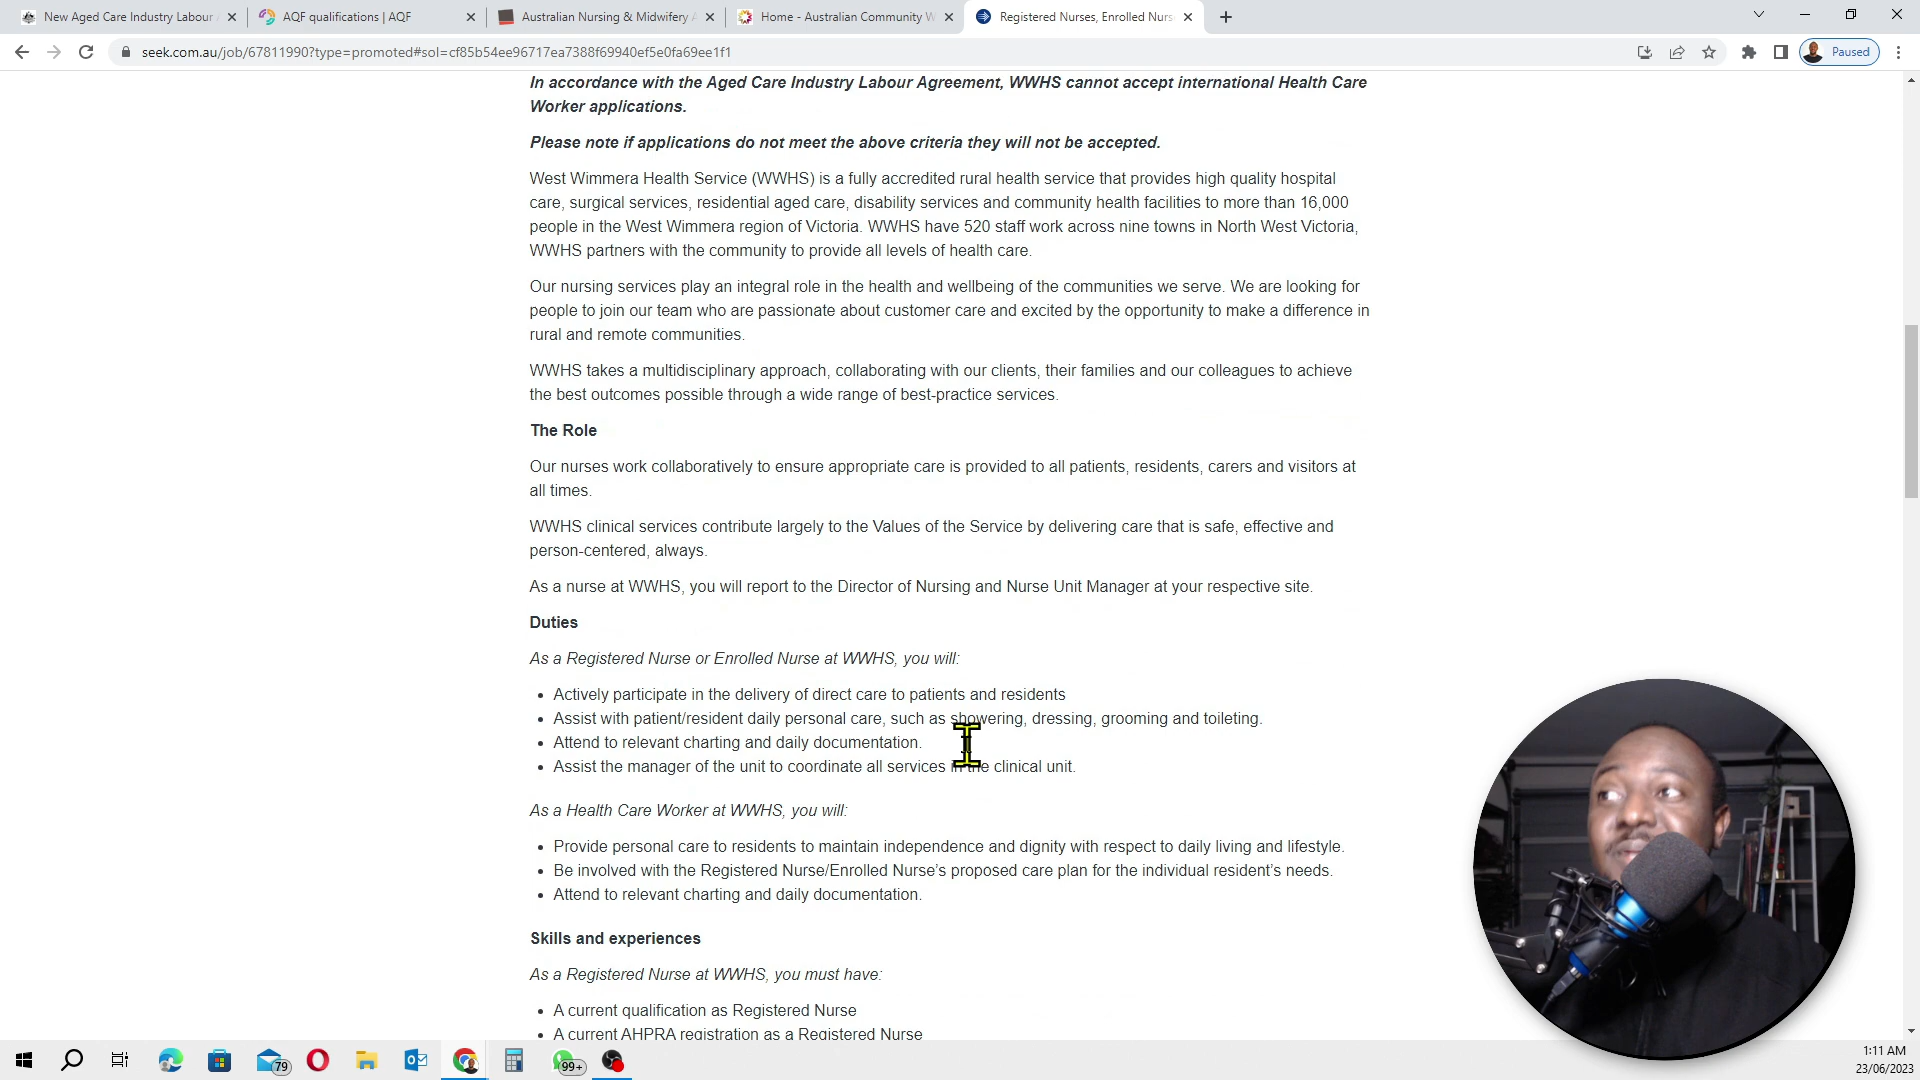 New Aged Care Industry Labour
AQF qualifications | AQF
Australian Nursing & Midwifery
Home - Australian Community W
Registered Nurses, Enrolled Nurs
seek.com.au/job/67811990?type=promoted#sol=cf85b54ee96717ea7388f69940ef5e0fa69ee1f1
Paused
In accordance with the Aged Care Industry Labour Agreement, WWHS cannot accept international Health Care
Worker applications.
Please note if applications do not meet the above criteria they will not be accepted.
West Wimmera Health Service (WWHS) is a fully accredited rural health service that provides high quality hospital
care, surgical services, residential aged care, disability services and community health facilities to more than 16,000
people in the West Wimmera region of Victoria. WWHS have 520 staff work across nine towns in North West Victoria,
WWHS partners with the community to provide all levels of health care.
Our nursing services play an integral role in the health and wellbeing of the communities we serve. We are looking for
people to join our team who are passionate about customer care and excited by the opportunity to make a difference in
rural and remote communities.
WWHS takes a multidisciplinary approach, collaborating with our clients, their families and our colleagues to achieve
the best outcomes possible through a wide range of best-practice services.
The Role
Our nurses work collaboratively to ensure appropriate care is provided to all patients, residents, carers and visitors at
all times.
WWHS clinical services contribute largely to the Values of the Service by delivering care that is safe, effective and
person-centered, always.
As a nurse at WWHS, you will report to the Director of Nursing and Nurse Unit Manager at your respective site.
Duties
As a Registered Nurse or Enrolled Nurse at WWHS, you will:
• Actively participate in the delivery of direct care to patients and residents
• Assist with patient/resident daily personal care, such as showering, dressing, grooming and toileting.
• Attend to relevant charting and daily documentation.
• Assist the manager of the unit to coordinate all services in the clinical unit.
As a Health Care Worker at WWHS, you will:
• Provide personal care to residents to maintain independence and dignity with respect to daily living and lifestyle.
• Be involved with the Registered Nurse/Enrolled Nurse's proposed care plan for the individual resident's needs.
• Attend to relevant charting and daily documentation.
Skills and experiences
As a Registered Nurse at WWHS, you must have:
• A current qualification as Registered Nurse
• A current AHPRA registration as a Registered Nurse
79
99+
1:11 AM
23/06/2023